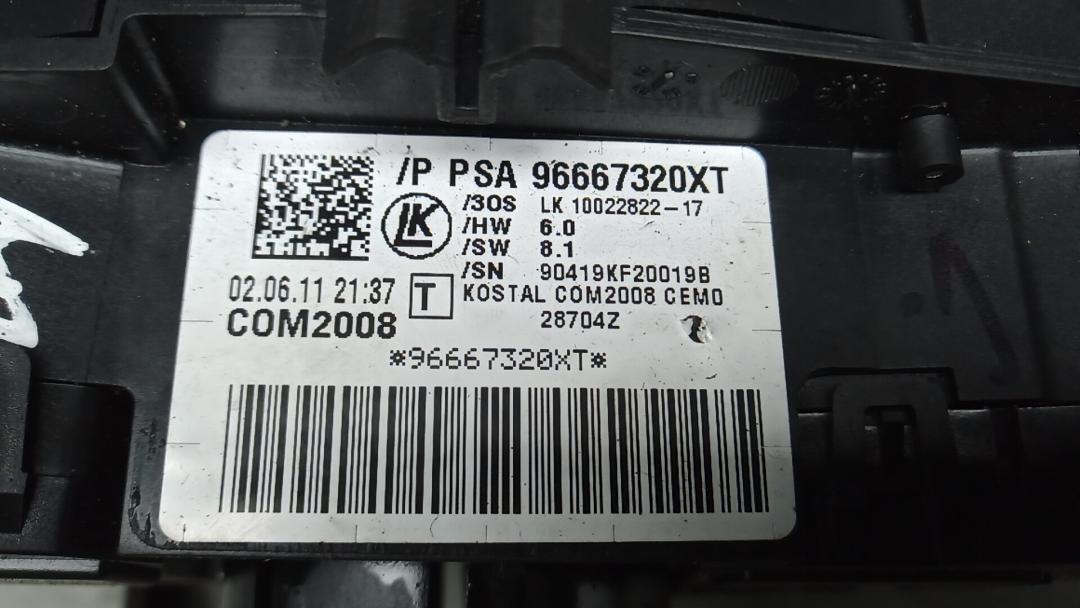 /P PSA 96667320XT
/3OS LK 10022822-17
LK
/HW 6.0
/SW 8.1
/SN 90419KF20019B
02.06.11 21:37 T KOSTAL COM2008 CEM0
COM2008 28704Z
*96667320XT*